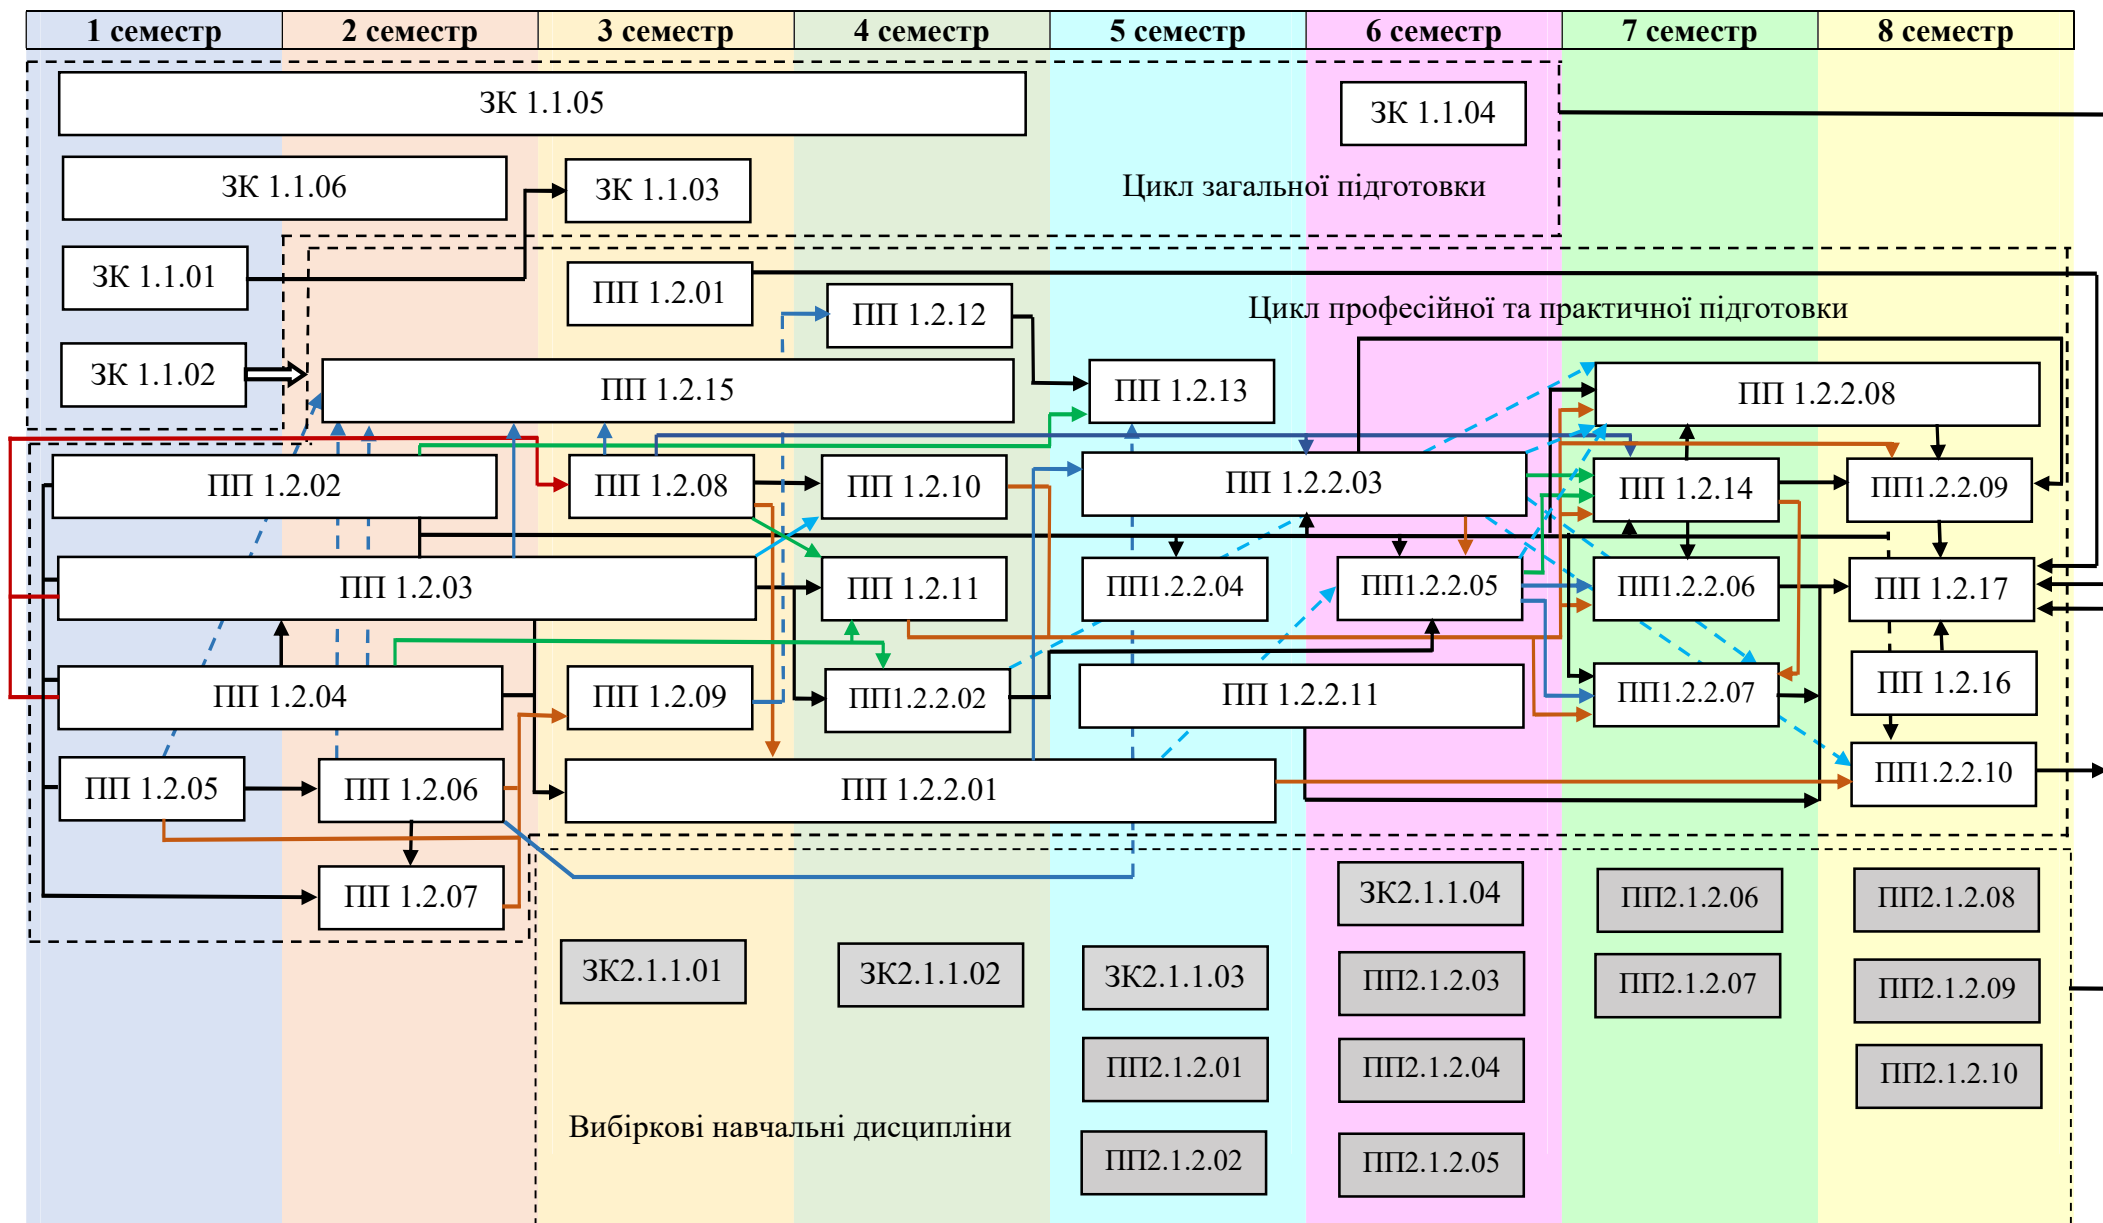 1 семестр
2 семестр
3 семестр
4 семестр
5 семестр
6 семестр
7 семестр
8 семестр
ЗК 1.1.05
ЗК 1.1.04
ЗК 1.1.06
ЗК 1.1.03
Цикл загальної підготовки
ЗК 1.1.01
ПП 1.2.01
ПП 1.2.12
Цикл професійної та практичної підготовки
ЗК 1.1.02
ПП 1.2.15
ПП 1.2.13
ПП 1.2.2.08
ПП 1.2.02
ПП 1.2.08
ПП 1.2.10
ПП 1.2.2.03
ПП 1.2.14
ПП1.2.2.09
ПП 1.2.03
ПП 1.2.11
ПП1.2.2.04
ПП1.2.2.05
ПП1.2.2.06
ПП 1.2.17
ПП 1.2.04
ПП 1.2.09
ПП1.2.2.02
ПП 1.2.2.11
ПП1.2.2.07
ПП 1.2.16
ПП 1.2.05
ПП 1.2.06
ПП 1.2.2.01
ПП1.2.2.10
ПП 1.2.07
ЗК2.1.1.04
ПП2.1.2.06
ПП2.1.2.08
ЗК2.1.1.01
ЗК2.1.1.02
ЗК2.1.1.03
ПП2.1.2.03
ПП2.1.2.07
ПП2.1.2.09
ПП2.1.2.01
ПП2.1.2.04
ПП2.1.2.10
Вибіркові навчальні дисципліни
ПП2.1.2.02
ПП2.1.2.05